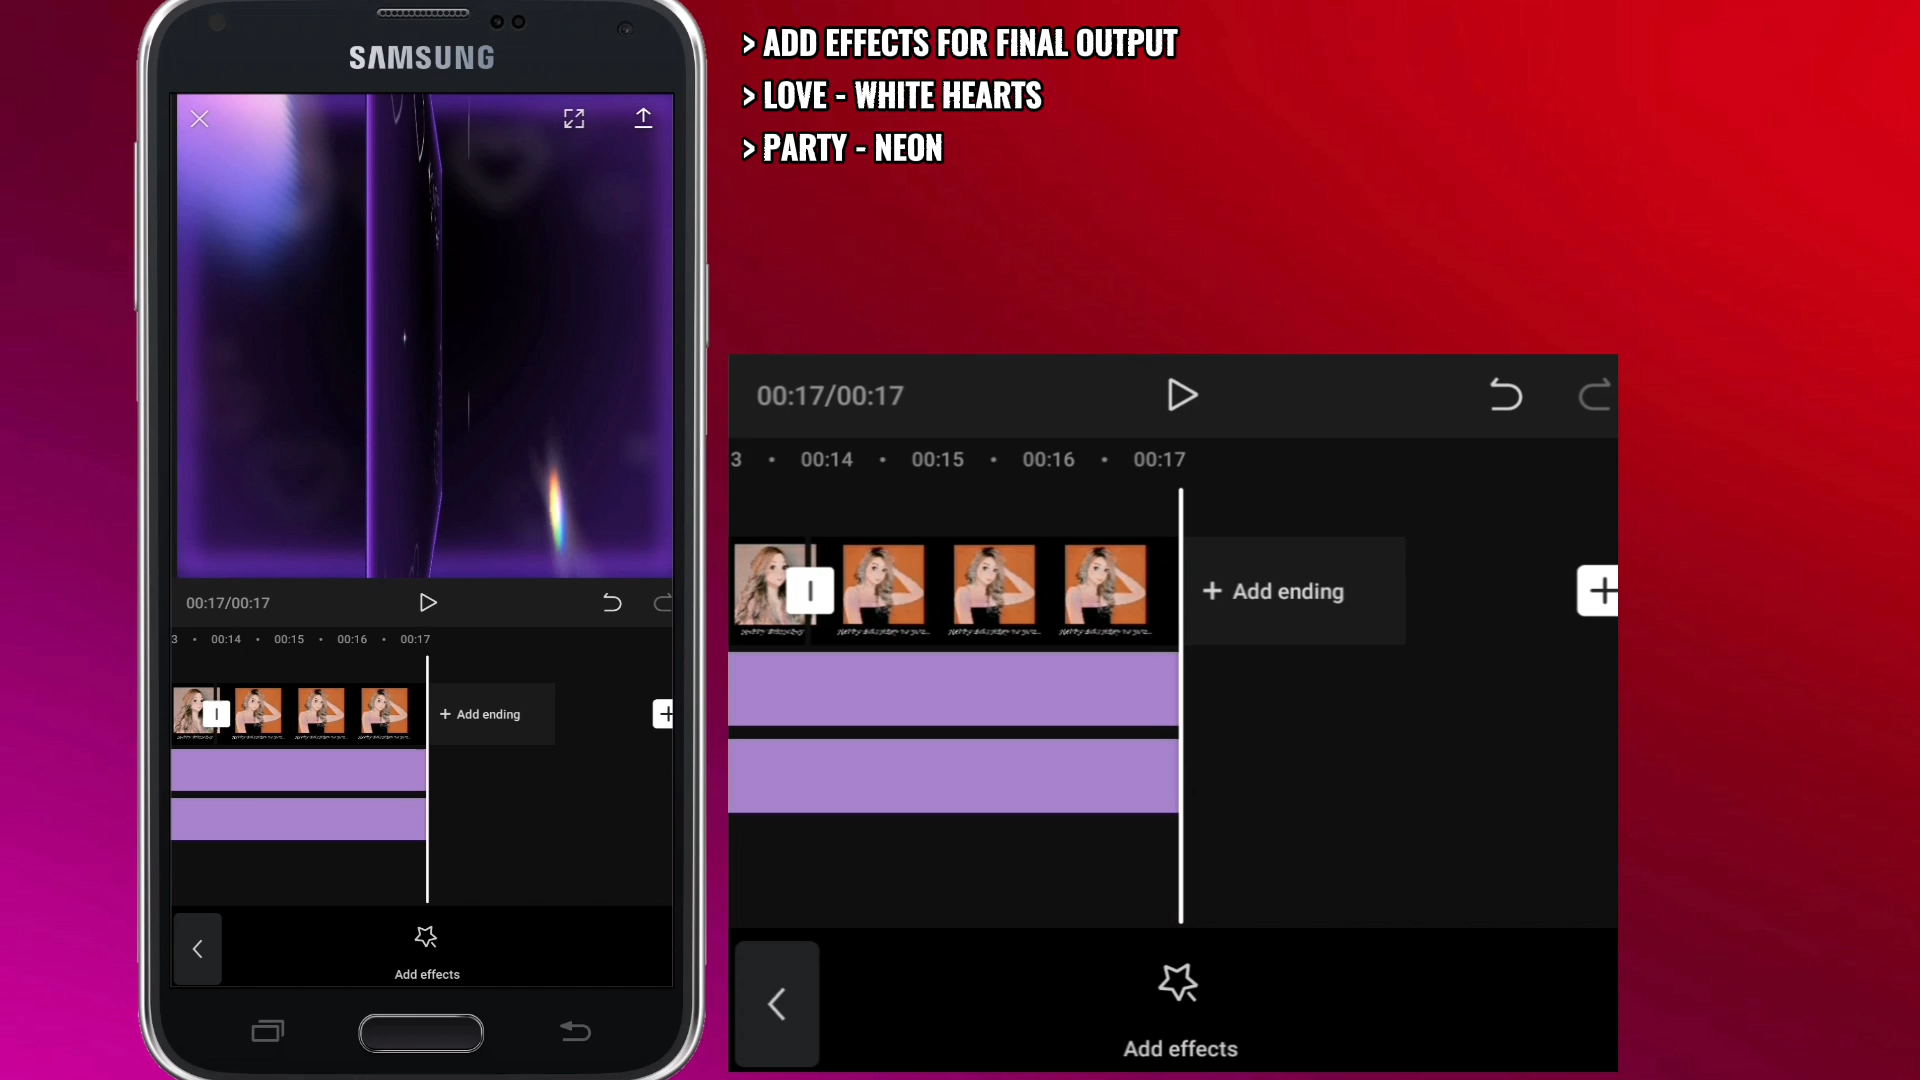 SAMSUNG
> ADD EFFECTS FOR FINAL OUTPUT
> LOVE - WHITE HEARTS
> PARTY - NEON
00:17/00:17
3 • 00:14 • 00:15 • 00:16 • 00:17
+ Add ending
Add effects
00:17/00:17
3 • 00:14 • 00:15 • 00:16 • 00:17
+ Add ending
Add effects